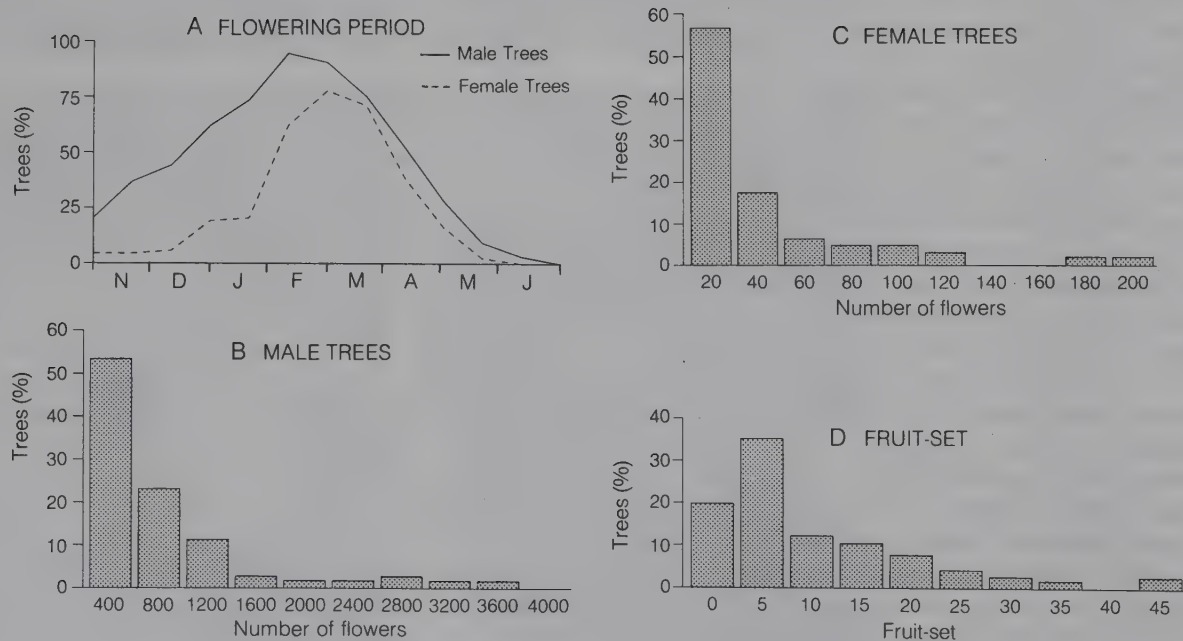 A FLOWERING PERIOD
Male Trees
Female Trees
Trees (%)
100
75
50
25
0
N D J F M A M J
B MALE TREES
Trees (%)
60
50
40
30
20
10
0
400 800 1200 1600 2000 2400 2800 3200 3600 4000
Number of flowers
C FEMALE TREES
Trees (%)
60
50
40
30
20
10
0
20 40 60 80 100 120 140 160 180 200
Number of flowers
D FRUIT-SET
Trees (%)
40
30
20
10
0
0 5 10 15 20 25 30 35 40 45
Fruit-set